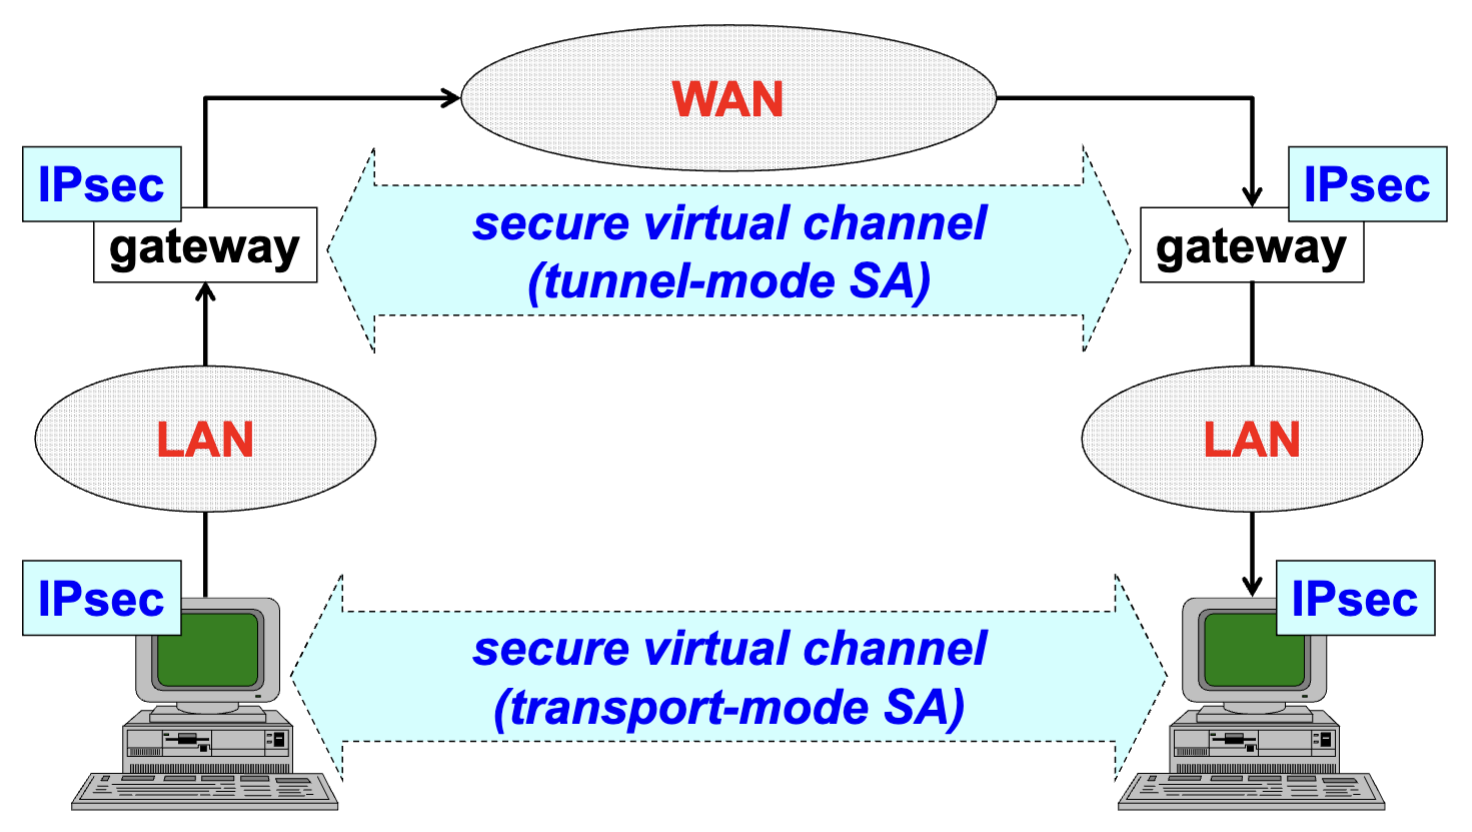 WAN
IPsec
IPsec
gateway
secure virtual channel
(tunnel-mode SA)
gateway
LAN
LAN
IPsec
IPsec
secure virtual channel
(transport-mode SA)